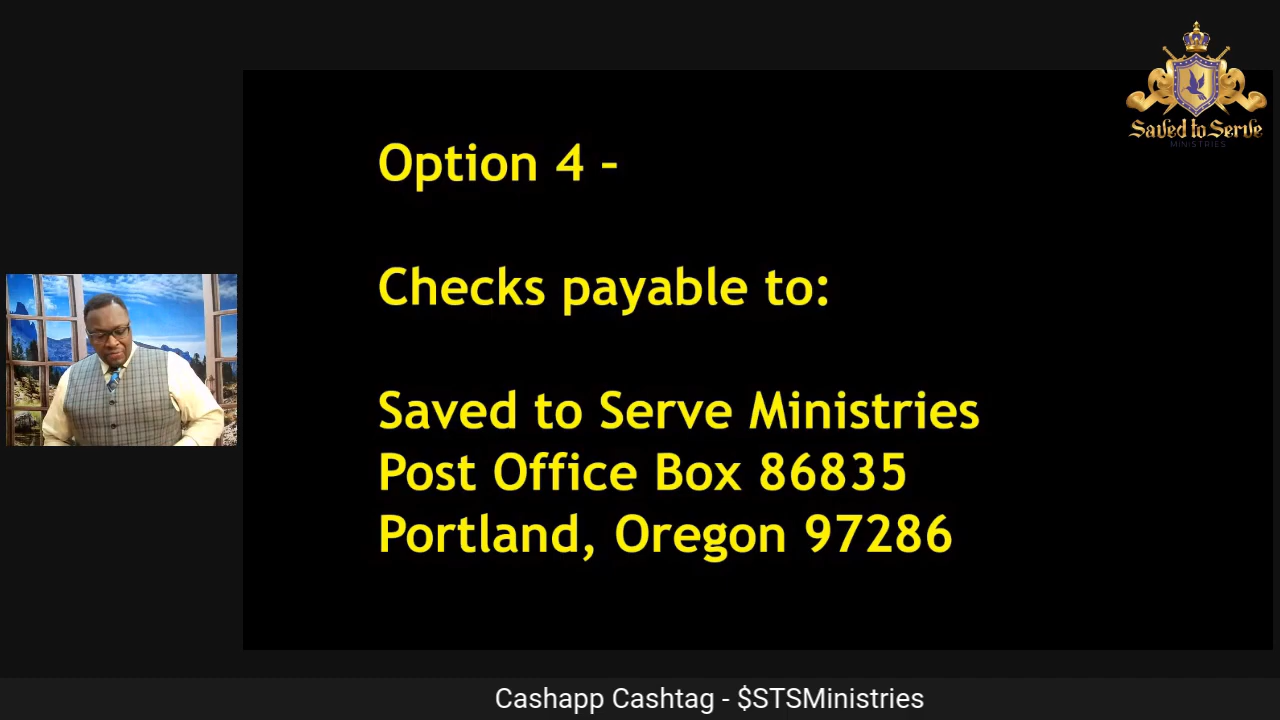 Saved to Serve
MINISTRIES
Option 4 –
Checks payable to:
Saved to Serve Ministries
Post Office Box 86835
Portland, Oregon 97286
Cashapp Cashtag - $STSMinistries